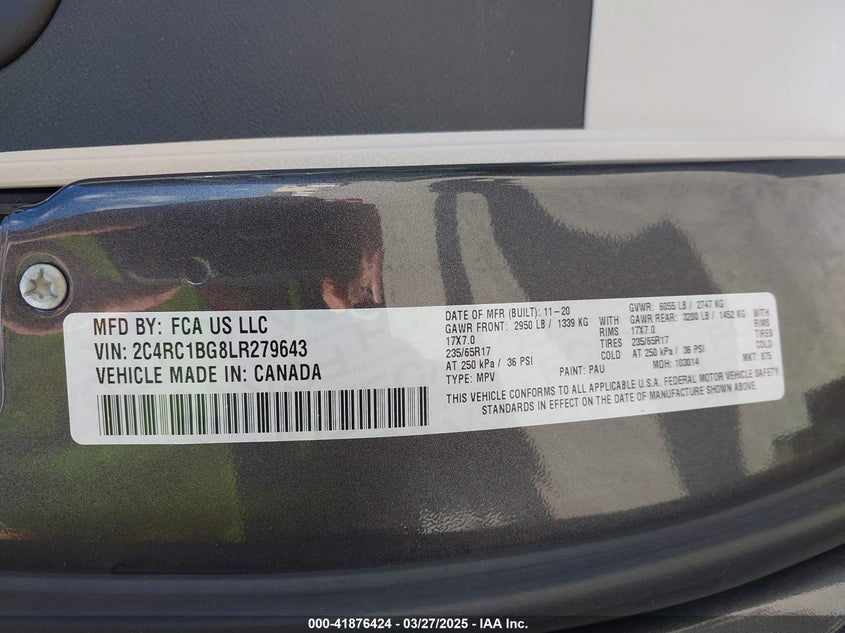 MFD BY: FCA US LLC
VIN: 2C4RC1BG8LR279643
VEHICLE MADE IN: CANADA
DATE OF MFR (BUILT): 11-20 GVWR: 6055 LB / 2747 KG
GAWR FRONT: 2950 LB / 1339 KG WITH GAWR REAR: 3200 LB / 1452 KG WITH
17X7.0 RIMS 17X7.0 RIMS
235/65R17 TIRES 235/65R17 TIRES
AT 250 kPa / 36 PSI COLD AT 250 kPa / 36 PSI COLD
TYPE: MPV PAINT: PAU MDH: 103014 MKT: 875
THIS VEHICLE CONFORMS TO ALL APPLICABLE U.S.A. FEDERAL MOTOR VEHICLE SAFETY
STANDARDS IN EFFECT ON THE DATE OF MANUFACTURE SHOWN ABOVE.
000-41876424 - 03/27/2025 - IAA Inc.